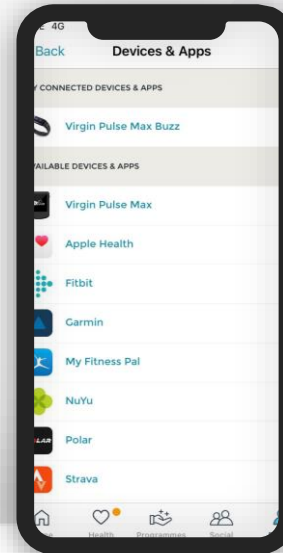 4G
Back Devices & Apps
CONNECTED DEVICES & APPS
Virgin Pulse Max Buzz
AVAILABLE DEVICES & APPS
Virgin Pulse Max
Apple Health
Fitbit
Garmin
My Fitness Pal
NuYu
Polar
Strava
Health Programmes Social